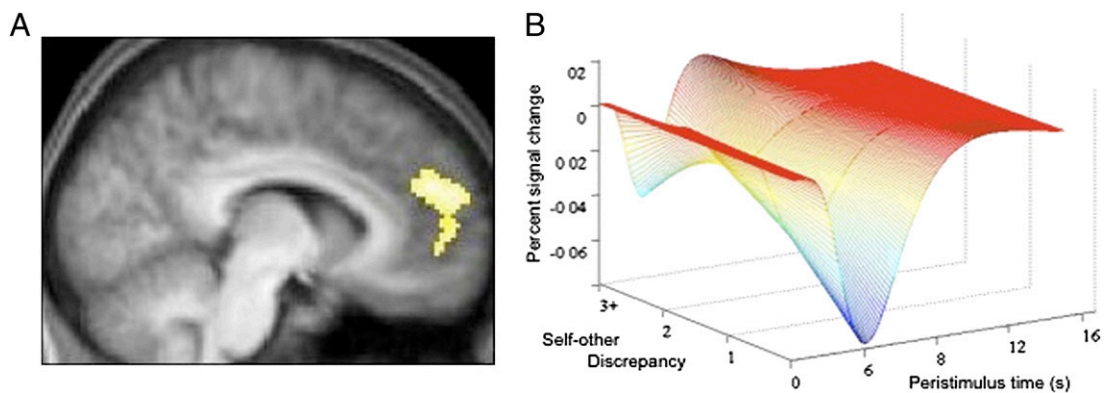 A
B
Percent signal change
02
0
0 02
-0 04
-0 06
3+
2
1
0
Self-other
Discrepancy
6
8
12
16
Peristimulus time (s)